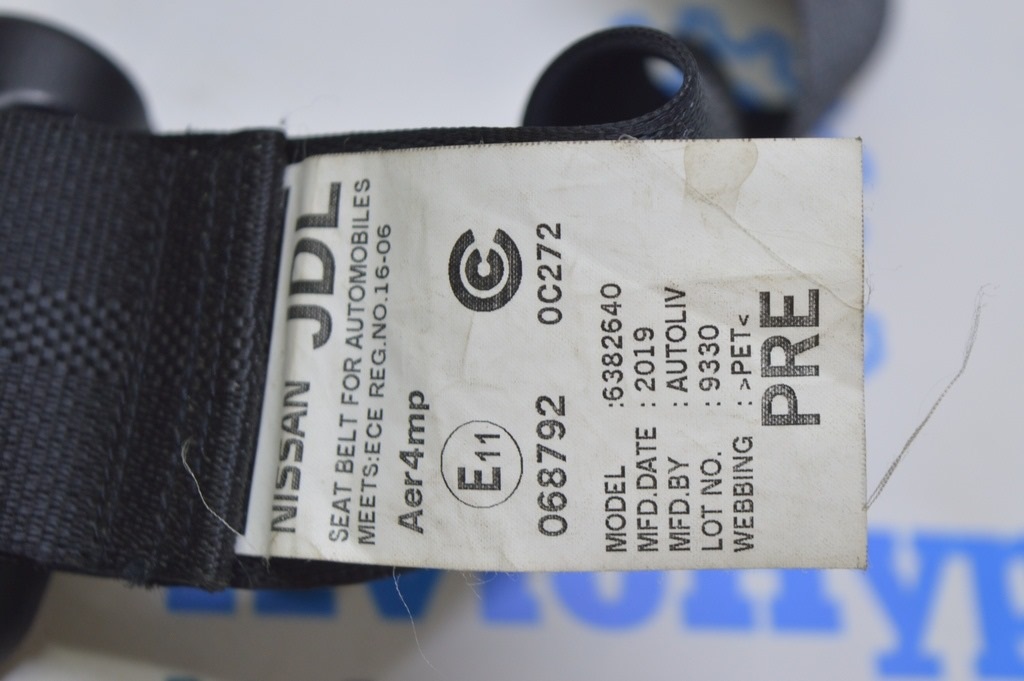 NISSAN JDL
SEAT BELT FOR AUTOMOBILES
MEETS:ECE REG.NO.16-06
Aer4mp
E11 C
068792 0C272
MODEL :6382640
MFD.DATE : 2019
MFD.BY : AUTOLIV
LOT NO. : 9330
WEBBING : >PET<
PRE